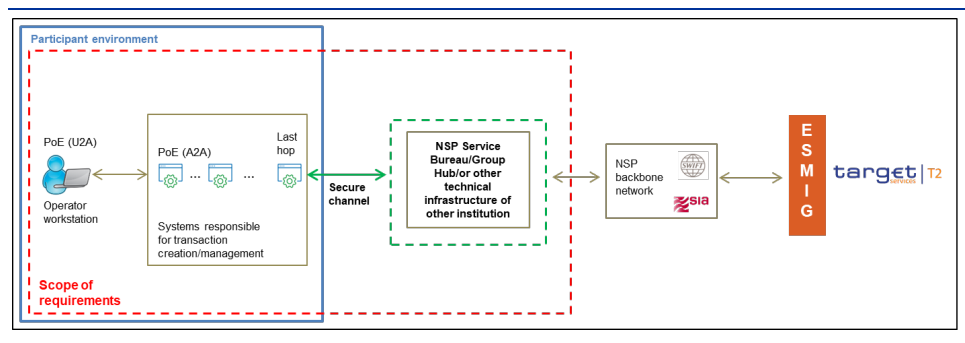 Participant environment
PoE (U2A)
Operator
workstation
PoE (A2A)
Last
hop
... ...
Systems responsible
for transaction
creation/management
Secure
channel
NSP Service
Bureau/Group
Hub/or other
technical
infrastructure of
other institution
NSP
backbone
network
SWIFT
sia
E
S
M
I
G
target | T2
services
Scope of
requirements